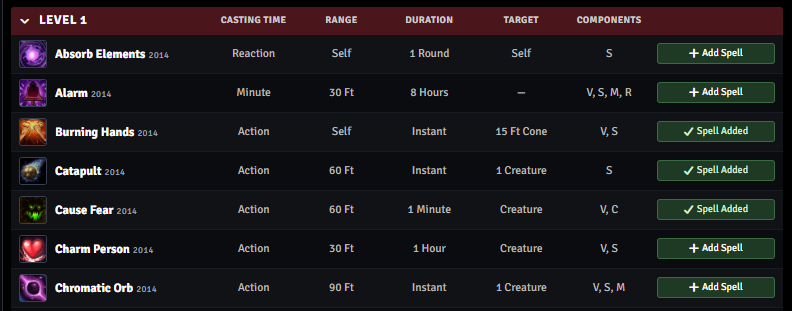 LEVEL 1 CASTING TIME RANGE DURATION TARGET COMPONENTS
Absorb Elements 2014 Reaction Self 1 Round Self S + Add Spell
Alarm 2014 Minute 30 Ft 8 Hours — V, S, M, R + Add Spell
Burning Hands 2014 Action Self Instant 15 Ft Cone V, S ✓ Spell Added
Catapult 2014 Action 60 Ft Instant 1 Creature S ✓ Spell Added
Cause Fear 2014 Action 60 Ft 1 Minute Creature V, C ✓ Spell Added
Charm Person 2014 Action 30 Ft 1 Hour Creature V, S + Add Spell
Chromatic Orb 2014 Action 90 Ft Instant 1 Creature V, S, M + Add Spell